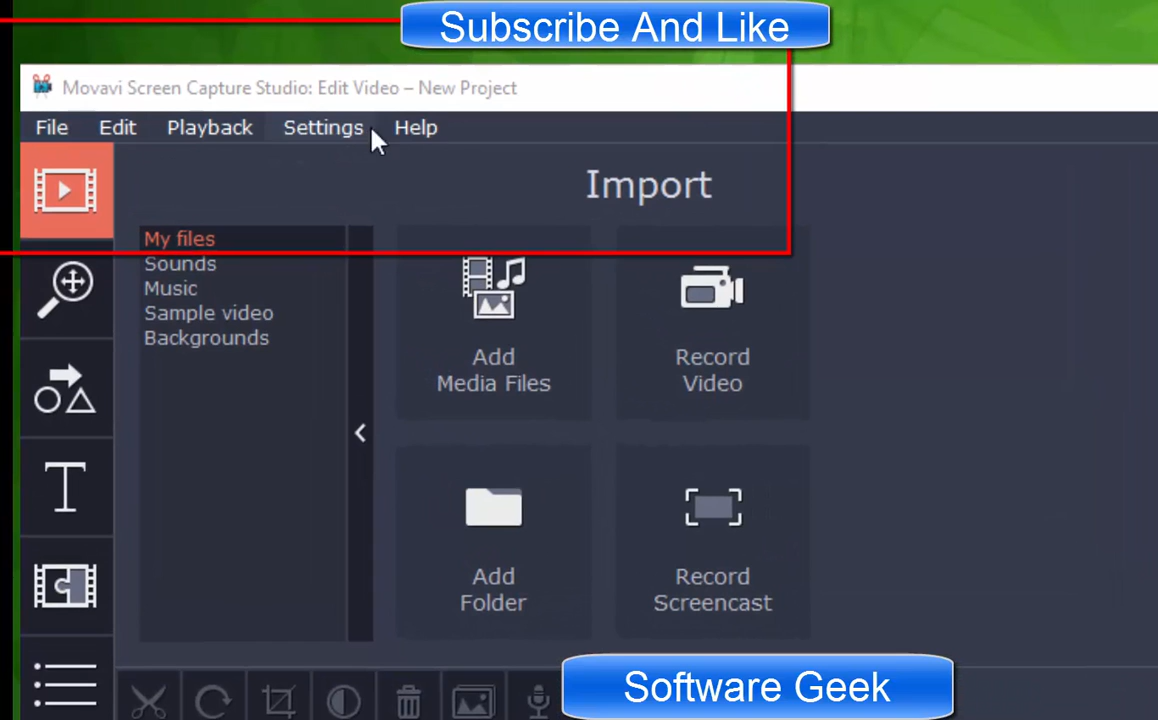 Subscribe And Like
Movavi Screen Capture Studio: Edit Video – New Project
File Edit Playback Settings Help
Import
My files
Sounds
Music
Sample video
Backgrounds
Add
Media Files
Record
Video
Add
Folder
Record
Screencast
Software Geek